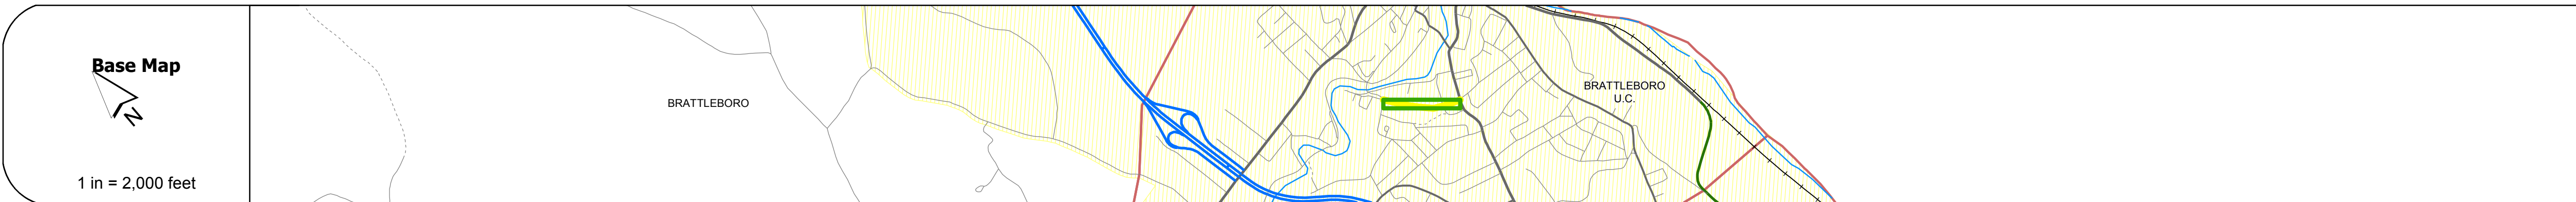 Base Map
N
1 in = 2,000 feet
BRATTLEBORO
BRATTLEBORO
U.C.